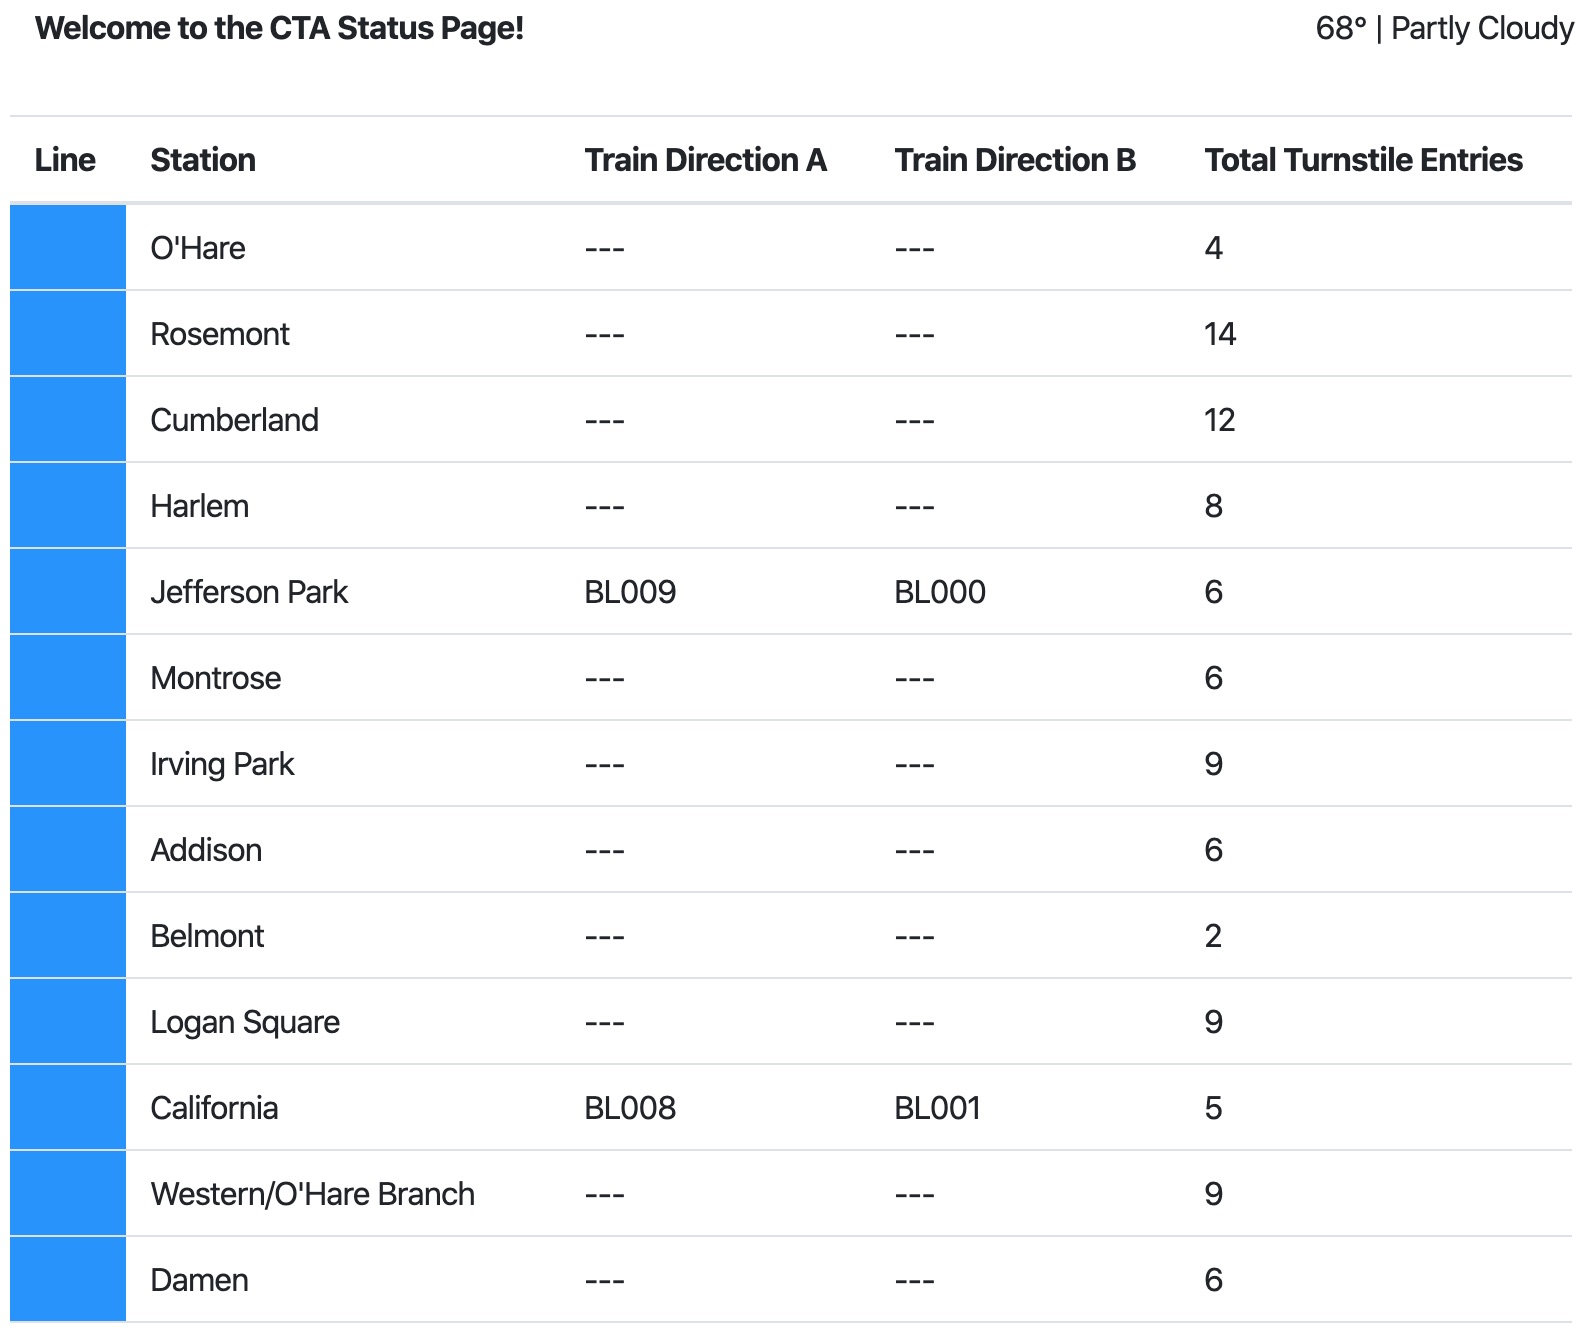 Welcome to the CTA Status Page! 68° | Partly Cloudy
Line Station Train Direction A Train Direction B Total Turnstile Entries
O'Hare --- --- 4
Rosemont --- --- 14
Cumberland --- --- 12
Harlem --- --- 8
Jefferson Park BL009 BL000 6
Montrose --- --- 6
Irving Park --- --- 9
Addison --- --- 6
Belmont --- --- 2
Logan Square --- --- 9
California BL008 BL001 5
Western/O'Hare Branch --- --- 9
Damen --- --- 6